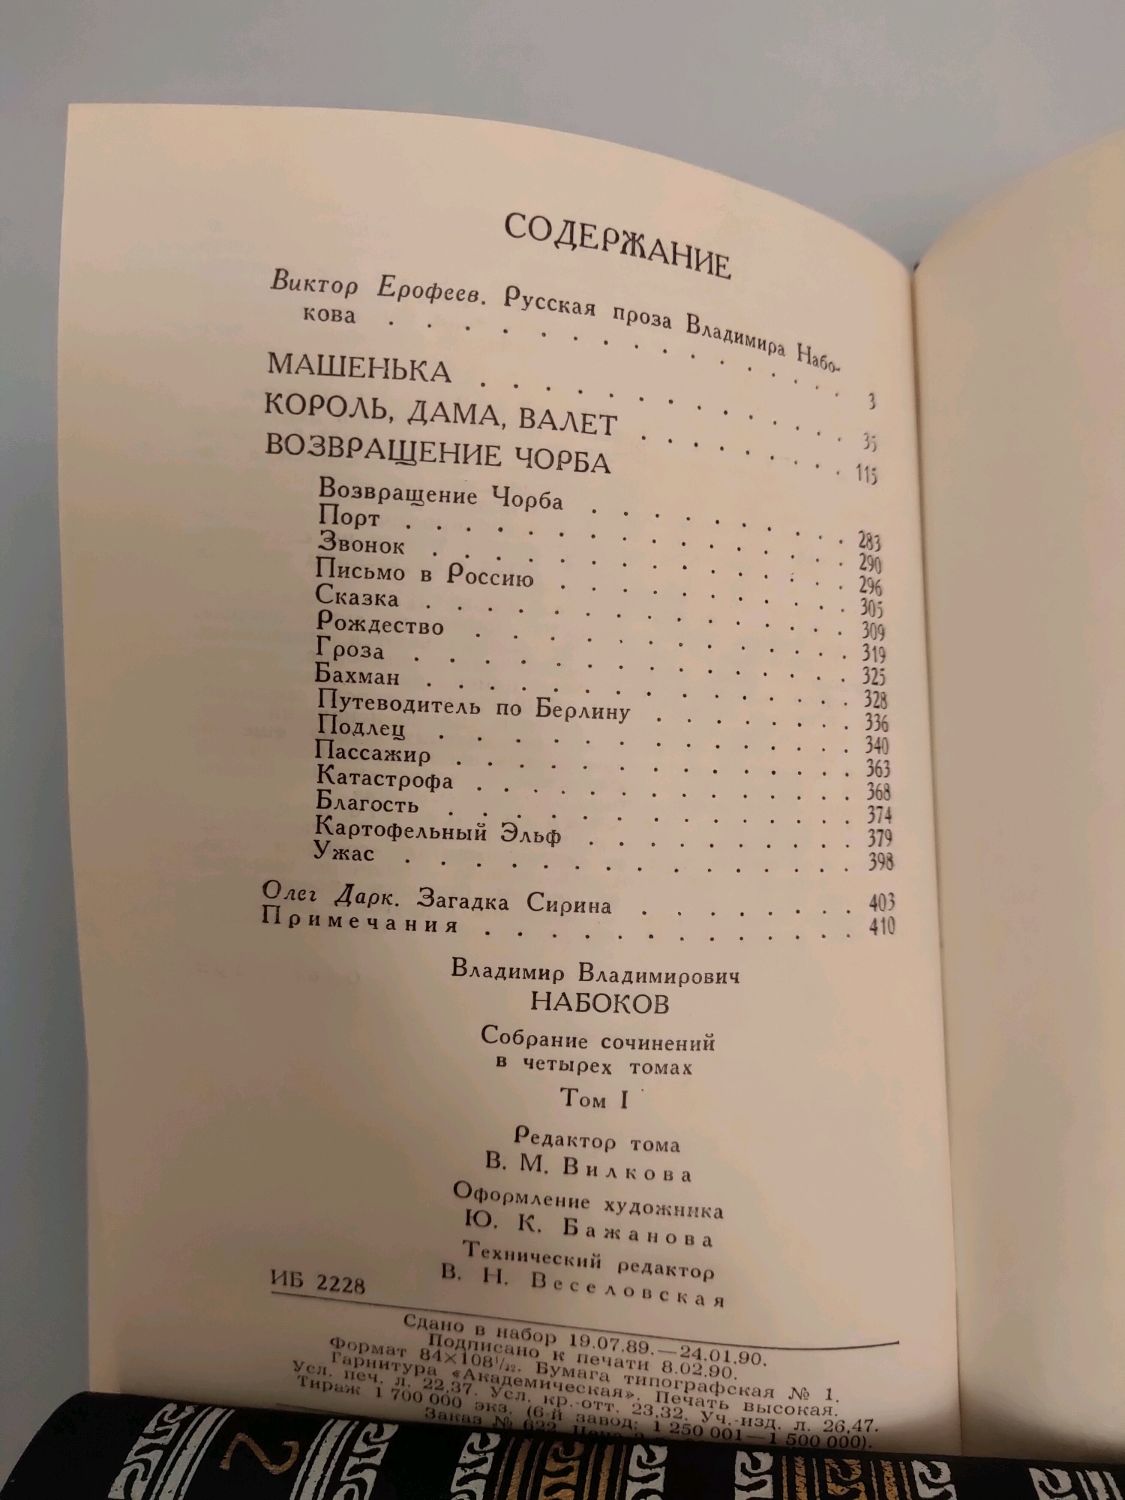 СОДЕРЖАНИЕ
Виктор Ерофеев. Русская проза Владимира Набо-
кова . . . . . . . . . . . . . 3
МАШЕНЬКА . . . . . . . . . . . 35
КОРОЛЬ, ДАМА, ВАЛЕТ . . . . . . . 115
ВОЗВРАЩЕНИЕ ЧОРБА
Возвращение Чорба . . . . . . . . . 283
Порт . . . . . . . . . . . . . . 290
Звонок . . . . . . . . . . . . . 296
Письмо в Россию . . . . . . . . . . 305
Сказка . . . . . . . . . . . . . 309
Рождество . . . . . . . . . . . . 319
Гроза . . . . . . . . . . . . . 325
Бахман . . . . . . . . . . . . . 328
Путеводитель по Берлину . . . . . . . 336
Подлец . . . . . . . . . . . . . 340
Пассажир . . . . . . . . . . . . 363
Катастрофа . . . . . . . . . . . . 368
Благость . . . . . . . . . . . . 374
Картофельный Эльф . . . . . . . . . 379
Ужас . . . . . . . . . . . . . . 398
Олег Дарк. Загадка Сирина . . . . . . . 403
Примечания . . . . . . . . . . . . 410
Владимир Владимирович
НАБОКОВ
Собрание сочинений
в четырех томах
Том I
Редактор тома
В. М. Вилкова
Оформление художника
Ю. К. Бажанова
Технический редактор
В. Н. Веселовская
ИБ 2228
Сдано в набор 19.07.89.—24.01.90.
Подписано к печати 8.02.90.
Формат 84×108¹/₃₂. Бумага типографская № 1.
Гарнитура «Академическая». Печать высокая.
Усл. печ. л. 22,37. Усл. кр.-отт. 23,32. Уч.-изд. л. 26,47.
Тираж 1 700 000 экз. (6-й завод: 1 250 001—1 500 000).
Заказ № 622. Цена
2